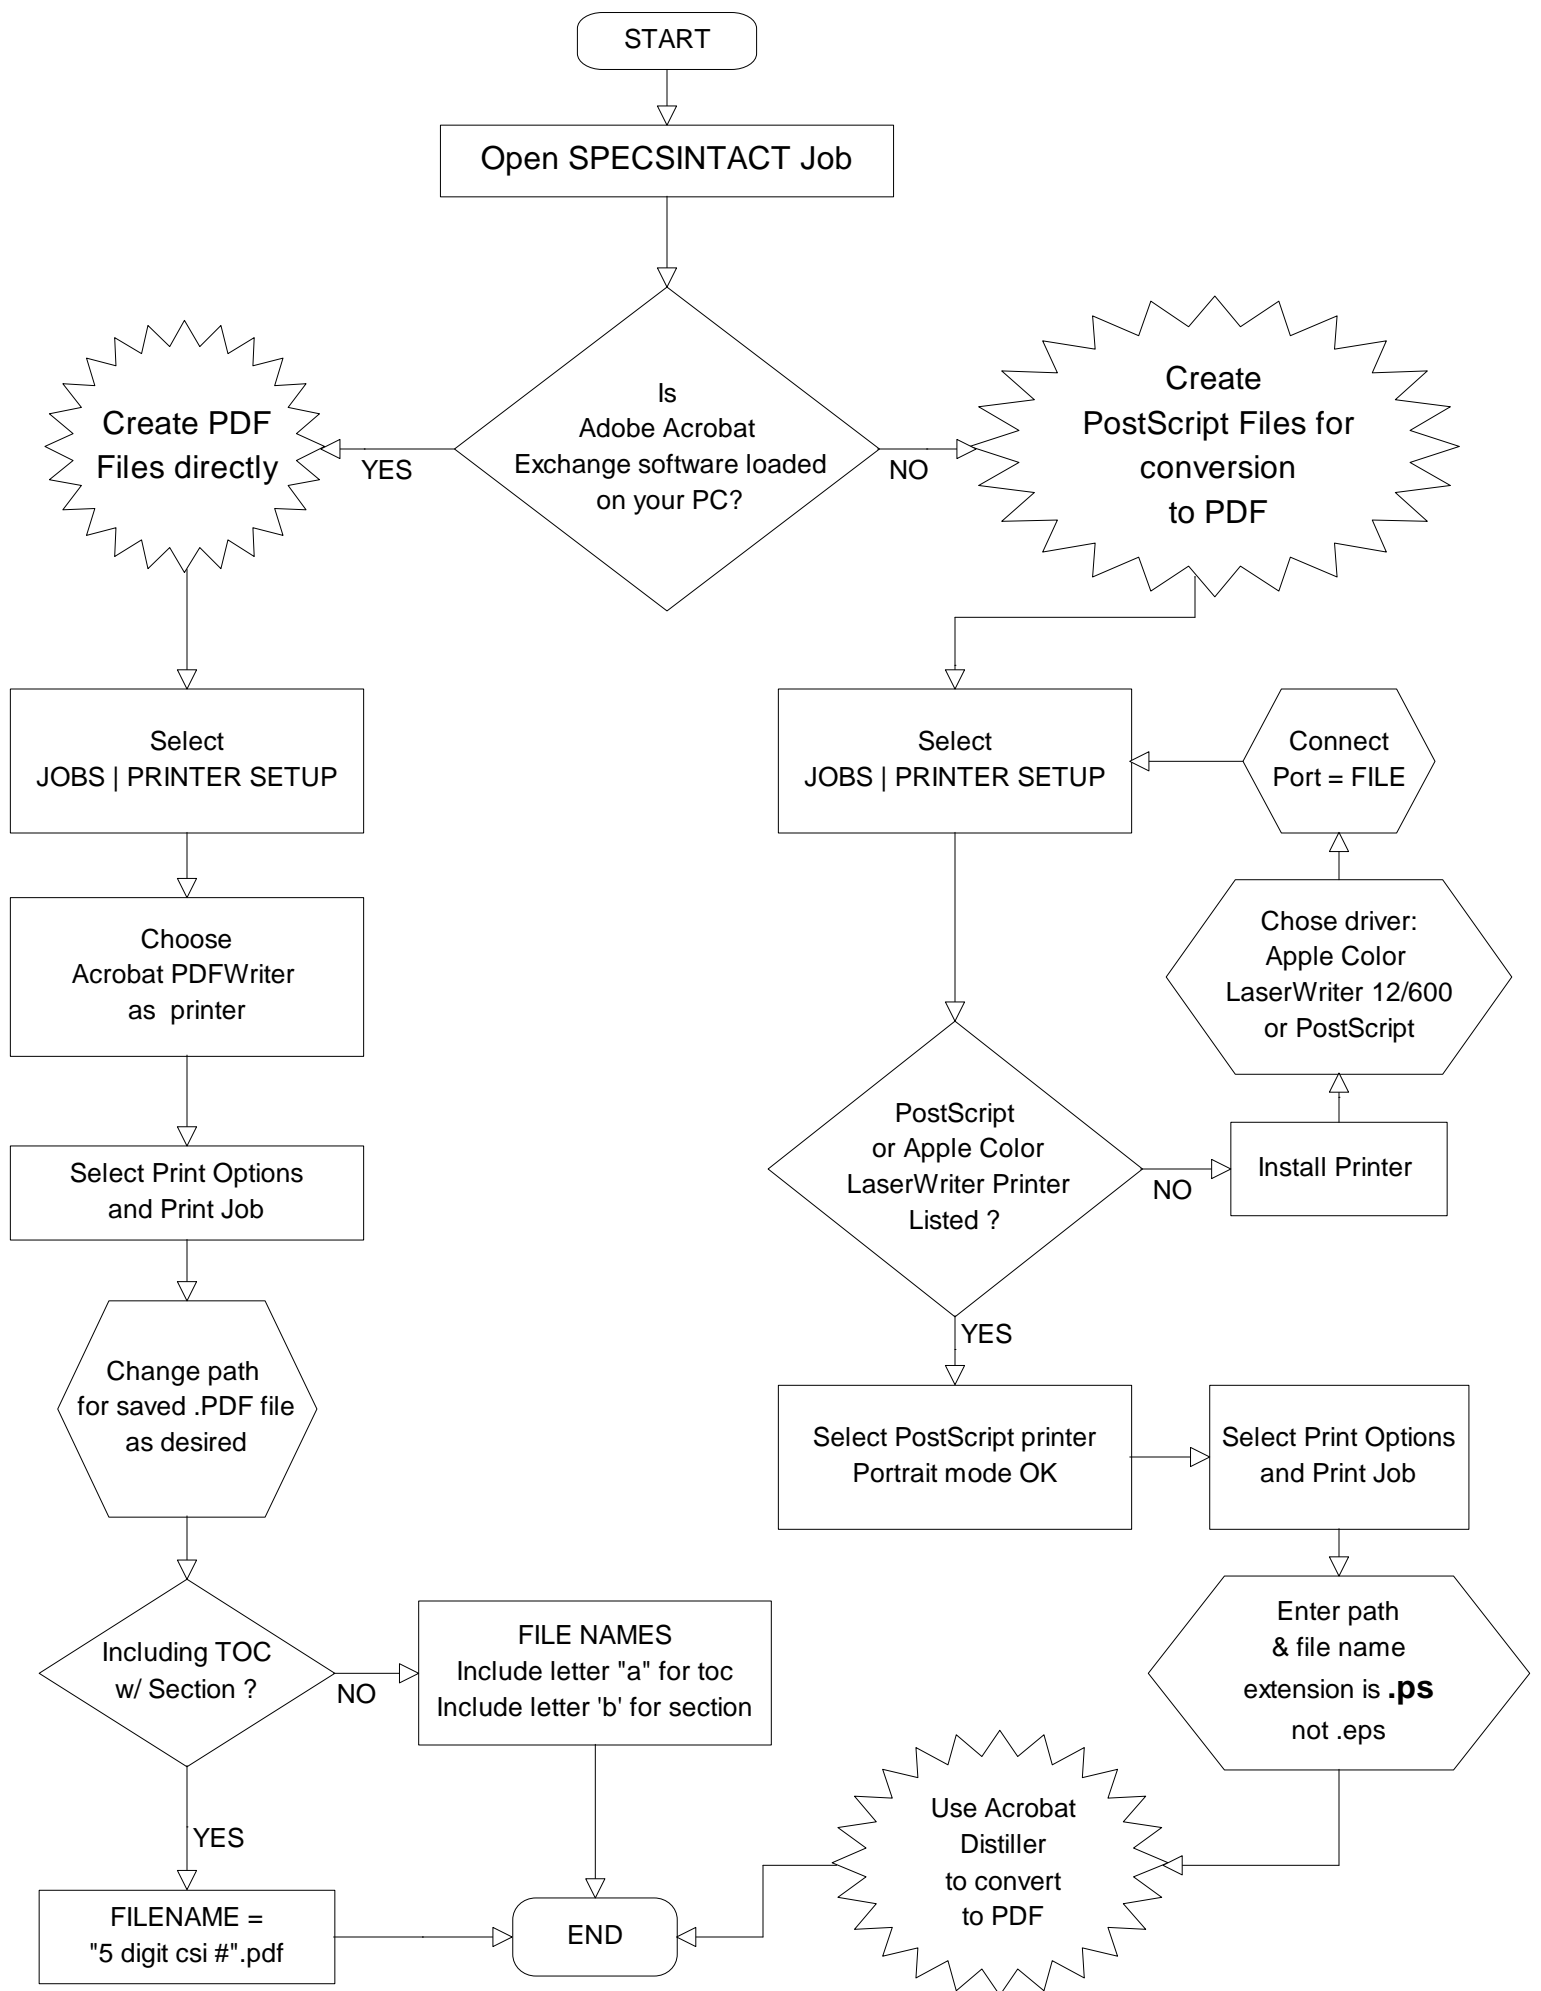 START
Open SPECSINTACT Job
Is
Adobe Acrobat
Exchange software loaded
on your PC?
YES
NO
Create PDF
Files directly
Create
PostScript Files for
conversion
to PDF
Select
JOBS | PRINTER SETUP
Choose
Acrobat PDFWriter
as printer
Select Print Options
and Print Job
Change path
for saved .PDF file
as desired
Including TOC
w/ Section ?
NO
FILE NAMES
Include letter "a" for toc
Include letter 'b' for section
YES
FILENAME =
"5 digit csi #".pdf
Select
JOBS | PRINTER SETUP
Connect
Port = FILE
Chose driver:
Apple Color
LaserWriter 12/600
or PostScript
PostScript
or Apple Color
LaserWriter Printer
Listed ?
NO
Install Printer
YES
Select PostScript printer
Portrait mode OK
Select Print Options
and Print Job
Enter path
& file name
extension is .ps
not .eps
Use Acrobat
Distiller
to convert
to PDF
END